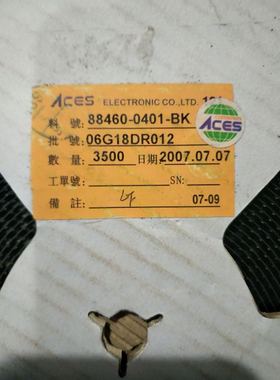 ACES ELECTRONIC CO.,LTD.
ACES
料 號: 88460-0401-BK
批 號: 06G18DR012
數 量: 3500 日期 2007.07.07
工單號: SN:
備 註: 07-09